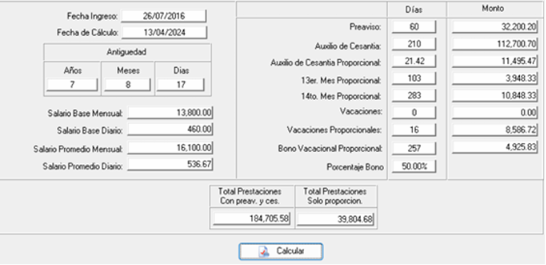 Fecha Ingreso: 26/07/2016
Fecha de Cálculo: 13/04/2024
Antiguedad
Años Meses Dias
7 8 17
Salario Base Mensual: 13,800.00
Salario Base Diario: 460.00
Salario Promedio Mensual: 16,100.00
Salario Promedio Diario: 536.67
Días Monto
Preaviso: 60 32,200.20
Auxilio de Cesantia: 210 112,700.70
Auxilio de Cesantia Proporcional: 21.42 11,495.47
13er. Mes Proporcional: 103 3,948.33
14to. Mes Proporcional: 283 10,848.33
Vacaciones: 0 0.00
Vacaciones Proporcionales: 16 8,586.72
Bono Vacacional Proporcional: 257 4,925.83
Porcentaje Bono 50.00%
Total Prestaciones Total Prestaciones
Con preav. y ces. Solo proporcion.
184,705.58 39,804.68
Calcular